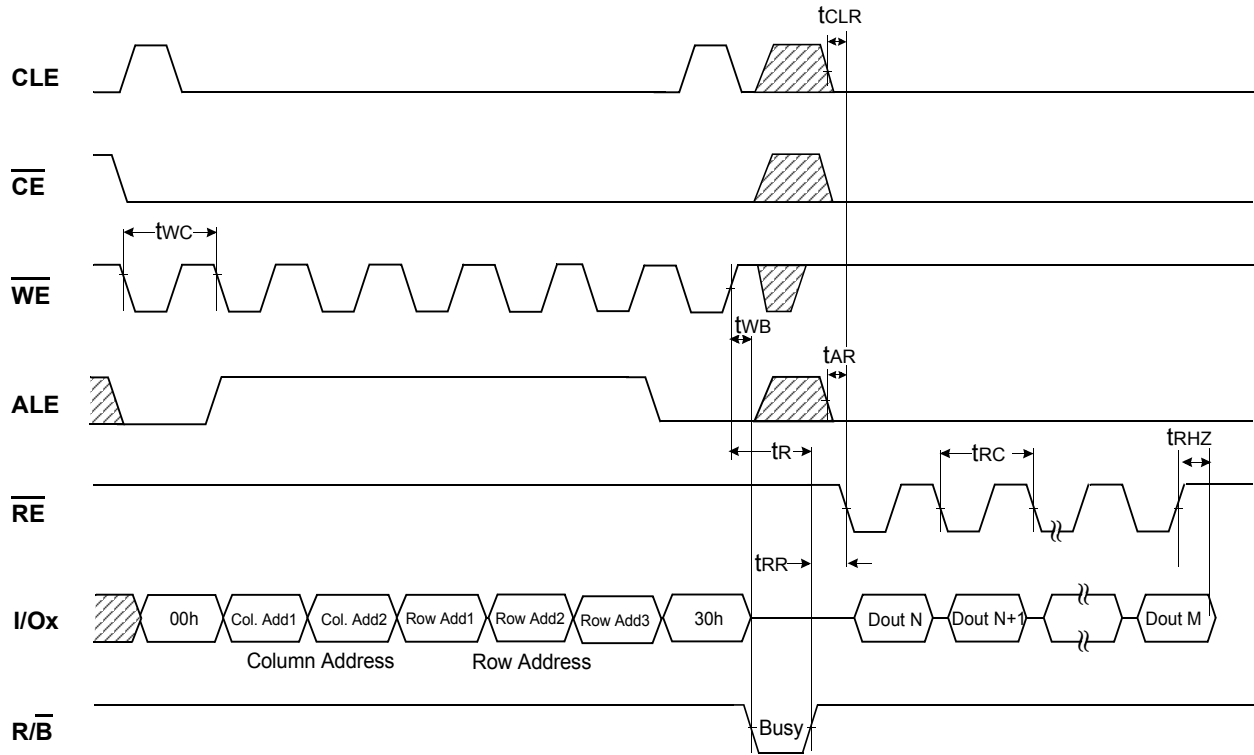 tCLR
CLE
CE
tWC
WE
tWB
tAR
ALE
tR
tRC
tRHZ
RE
tRR
I/Ox
00h
Col. Add1
Col. Add2
Row Add1
Row Add2
Row Add3
30h
Dout N
Dout N+1
Dout M
Column Address
Row Address
R/B
Busy